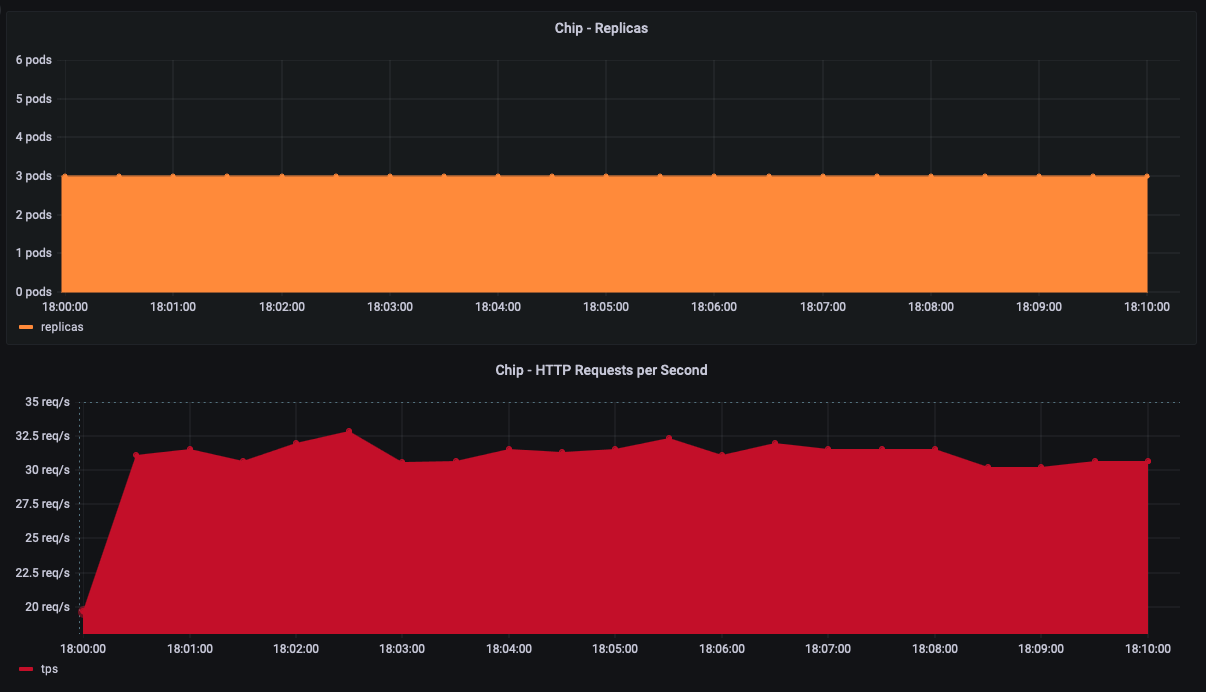 Chip - Replicas
6 pods
5 pods
4 pods
3 pods
2 pods
1 pods
0 pods
18:00:00 18:01:00 18:02:00 18:03:00 18:04:00 18:05:00 18:06:00 18:07:00 18:08:00 18:09:00 18:10:00
replicas
Chip - HTTP Requests per Second
35 req/s
32.5 req/s
30 req/s
27.5 req/s
25 req/s
22.5 req/s
20 req/s
18:00:00 18:01:00 18:02:00 18:03:00 18:04:00 18:05:00 18:06:00 18:07:00 18:08:00 18:09:00 18:10:00
tps